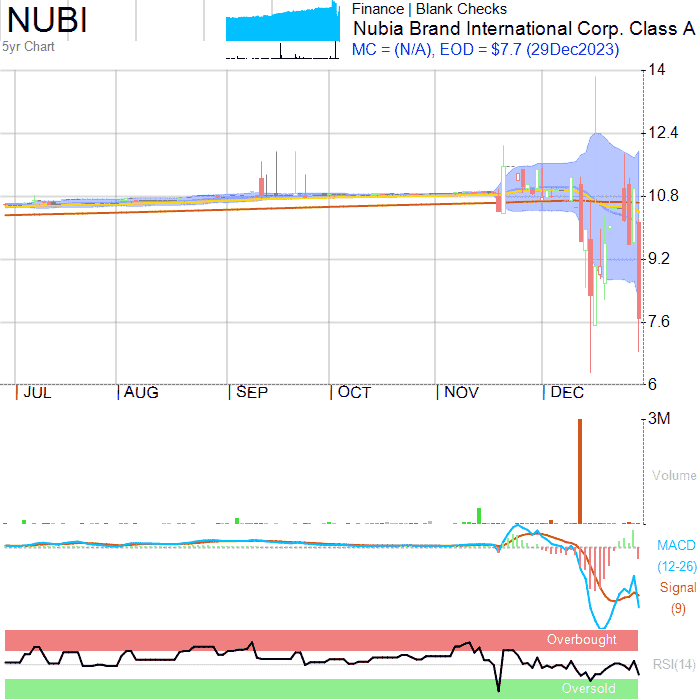 NUBI
5yr Chart
Finance | Blank Checks
Nubia Brand International Corp. Class A
MC = (N/A), EOD = $7.7 (29Dec2023)
14
12.4
10.8
9.2
7.6
6
JUL
AUG
SEP
OCT
NOV
DEC
3M
Volume
MACD
(12-26)
Signal
(9)
Overbought
RSI(14)
Oversold